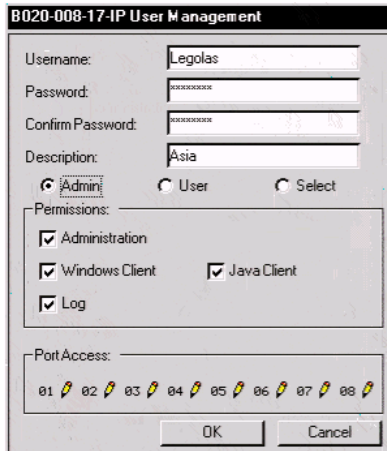 B020-008-17-IP User Management
Username: Legolas
Password: ********
Confirm Password: ********
Description: Asia
Admin User Select
Permissions:
Administration
Windows Client Java Client
Log
Port Access:
01 02 03 04 05 06 07 08
OK Cancel